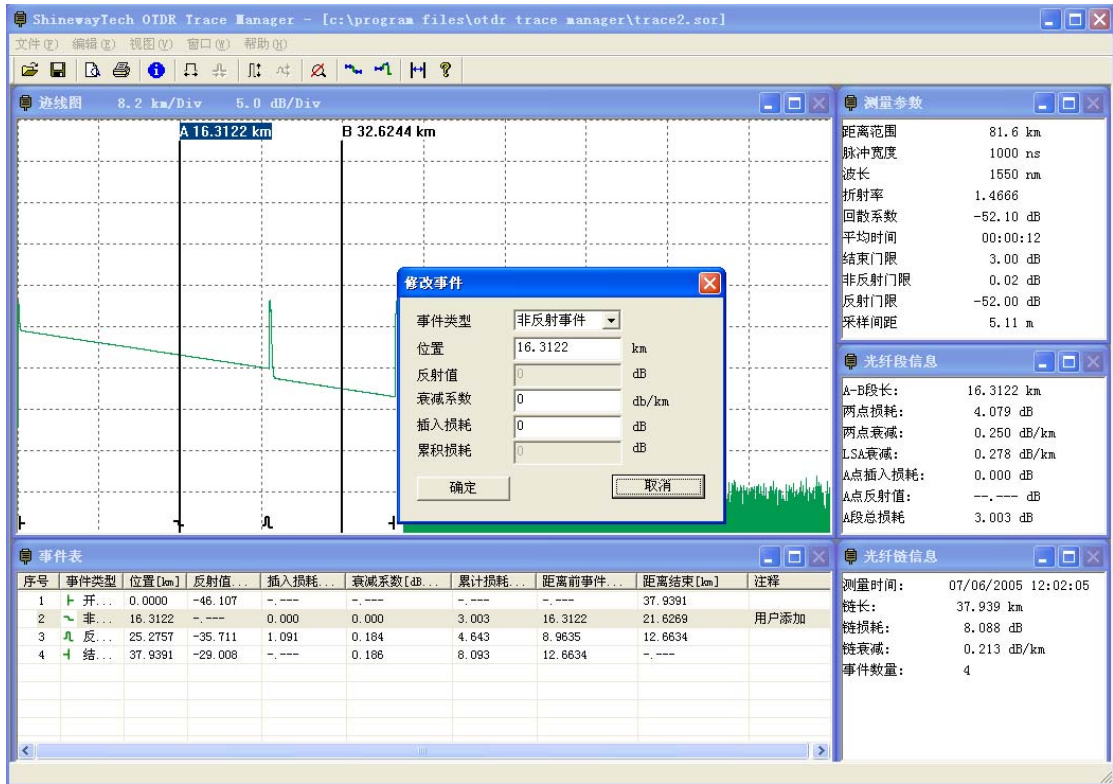 ShinewayTech OTDR Trace Manager - [c:\program files\otdr trace manager\trace2.sor]
文件(F) 编辑(E) 视图(V) 窗口(W) 帮助(H)
迹线图 8.2 km/Div 5.0 dB/Div
A 16.3122 km B 32.6244 km
修改事件
事件类型 非反射事件
位置 16.3122 km
反射值 0 dB
衰减系数 0 db/km
插入损耗 0 dB
累积损耗 0 dB
确定 取消
测量参数
距离范围 81.6 km
脉冲宽度 1000 ns
波长 1550 nm
折射率 1.4666
回散系数 -52.10 dB
平均时间 00:00:12
结束门限 3.00 dB
非反射门限 0.02 dB
反射门限 -52.00 dB
采样间距 5.11 m
光纤段信息
A-B段长: 16.3122 km
两点损耗: 4.079 dB
两点衰减: 0.250 dB/km
LSA衰减: 0.278 dB/km
A点插入损耗: 0.000 dB
A点反射值: --.--- dB
A段总损耗 3.003 dB
事件表
序号 事件类型 位置[km] 反射值... 插入损耗... 衰减系数[dB... 累计损耗... 距离前事件... 距离结束[km] 注释
1 开... 0.0000 -46.107 -.--- -.--- -.--- -.--- 37.9391
2 非... 16.3122 -.--- 0.000 0.000 3.003 16.3122 21.6269 用户添加
3 反... 25.2757 -35.711 1.091 0.184 4.643 8.9635 12.6634
4 结... 37.9391 -29.008 -.--- 0.186 8.093 12.6634 -.---
光纤链信息
测量时间: 07/06/2005 12:02:05
链长: 37.939 km
链损耗: 8.088 dB
链衰减: 0.213 dB/km
事件数量: 4